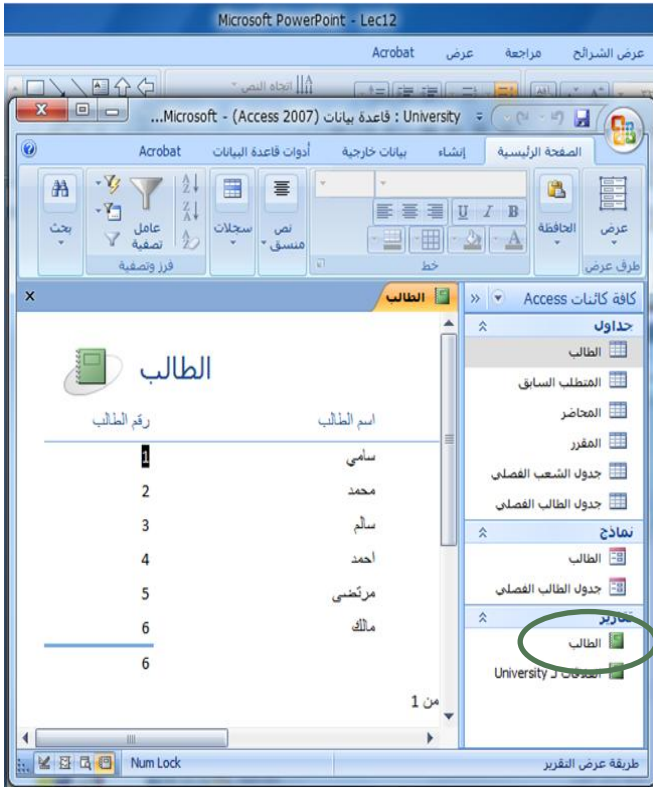 Microsoft PowerPoint - Lec12
عرض الشرائح مراجعة عرض Acrobat
اتجاه النص
University : قاعدة بيانات (Access 2007) - Microsoft...
الصفحة الرئيسية إنشاء بيانات خارجية أدوات قاعدة البيانات Acrobat
عرض الحافظة نص منسق سجلات عامل تصفية بحث
طرق عرض خط فرز وتصفية
كافة كائنات Access
الطالب
جداول
الطالب
المتطلب السابق
المحاضر
المقرر
جدول الشعب الفصلي
جدول الطالب الفصلي
نماذج
الطالب
جدول الطالب الفصلي
تقارير
الطالب
العلاقات لـ University
الطالب
اسم الطالب رقم الطالب
سامي 1
محمد 2
سالم 3
احمد 4
مرتضى 5
مالك 6
6
من 1
طريقة عرض التقرير Num Lock